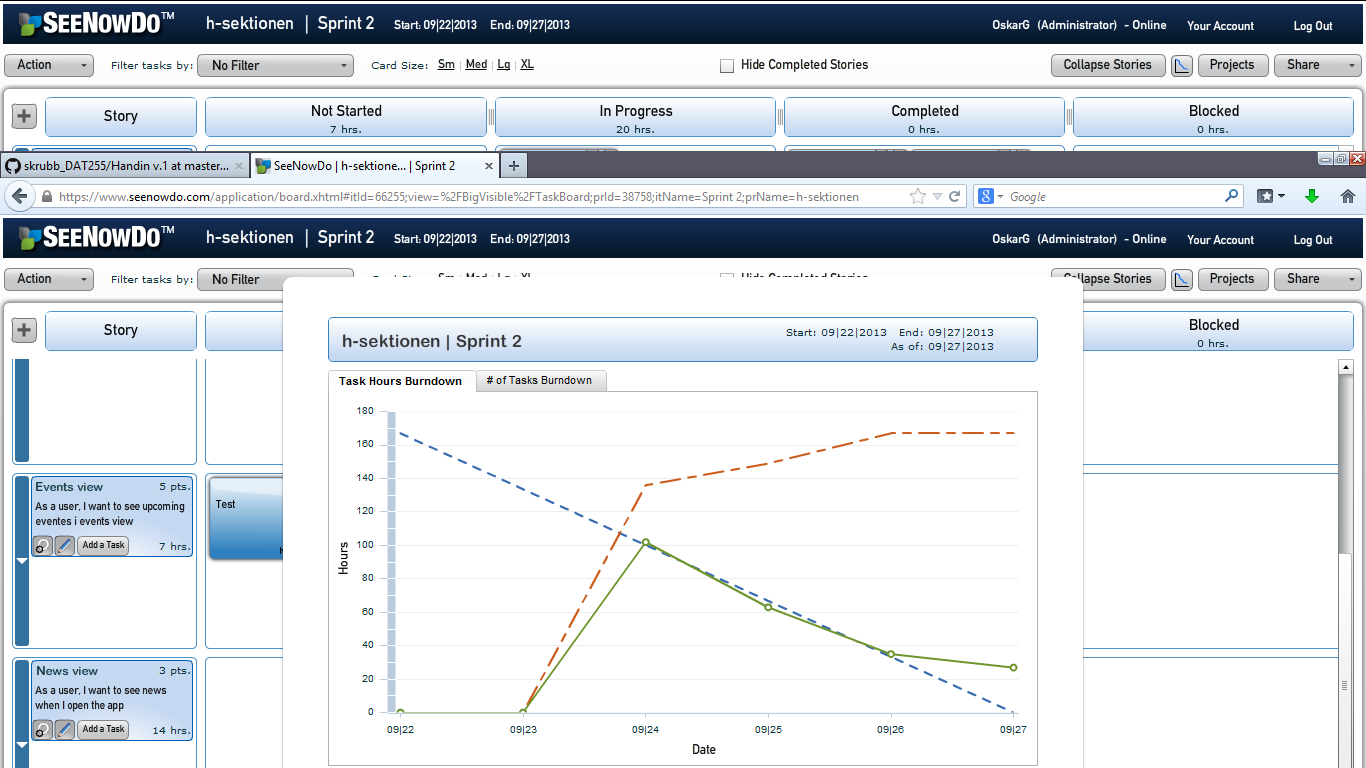 SEENOWDO™ h-sektionen | Sprint 2 Start: 09|22|2013 End: 09|27|2013 OskarG (Administrator) - Online Your Account Log Out
Action Filter tasks by: No Filter Card Size: Sm | Med | Lg | XL Hide Completed Stories Collapse Stories Projects Share
+ Story Not Started In Progress Completed Blocked
7 hrs. 20 hrs. 0 hrs. 0 hrs.
skrubb_DAT255/Handin v.1 at master... × SeeNowDo | h-sektione... | Sprint 2 × +
https://www.seenowdo.com/application/board.xhtml#itId=66255;view=%2FBigVisible%2FTaskBoard;prId=38758;itName=Sprint 2;prName=h-sektionen Google
SEENOWDO™ h-sektionen | Sprint 2 Start: 09|22|2013 End: 09|27|2013 OskarG (Administrator) - Online Your Account Log Out
Action Filter tasks by: No Filter Collapse Stories Projects Share
+ Story Blocked
0 hrs.
h-sektionen | Sprint 2 Start: 09|22|2013 End: 09|27|2013
As of: 09|27|2013
Task Hours Burndown # of Tasks Burndown
180
160
140
120
100
80
60
40
20
0
Hours
09|22 09|23 09|24 09|25 09|26 09|27
Date
Events view 5 pts.
As a user, I want to see upcoming
eventes i events view
Add a Task 7 hrs.
Test
News view 3 pts.
As a user, I want to see news
when I open the app
Add a Task 14 hrs.